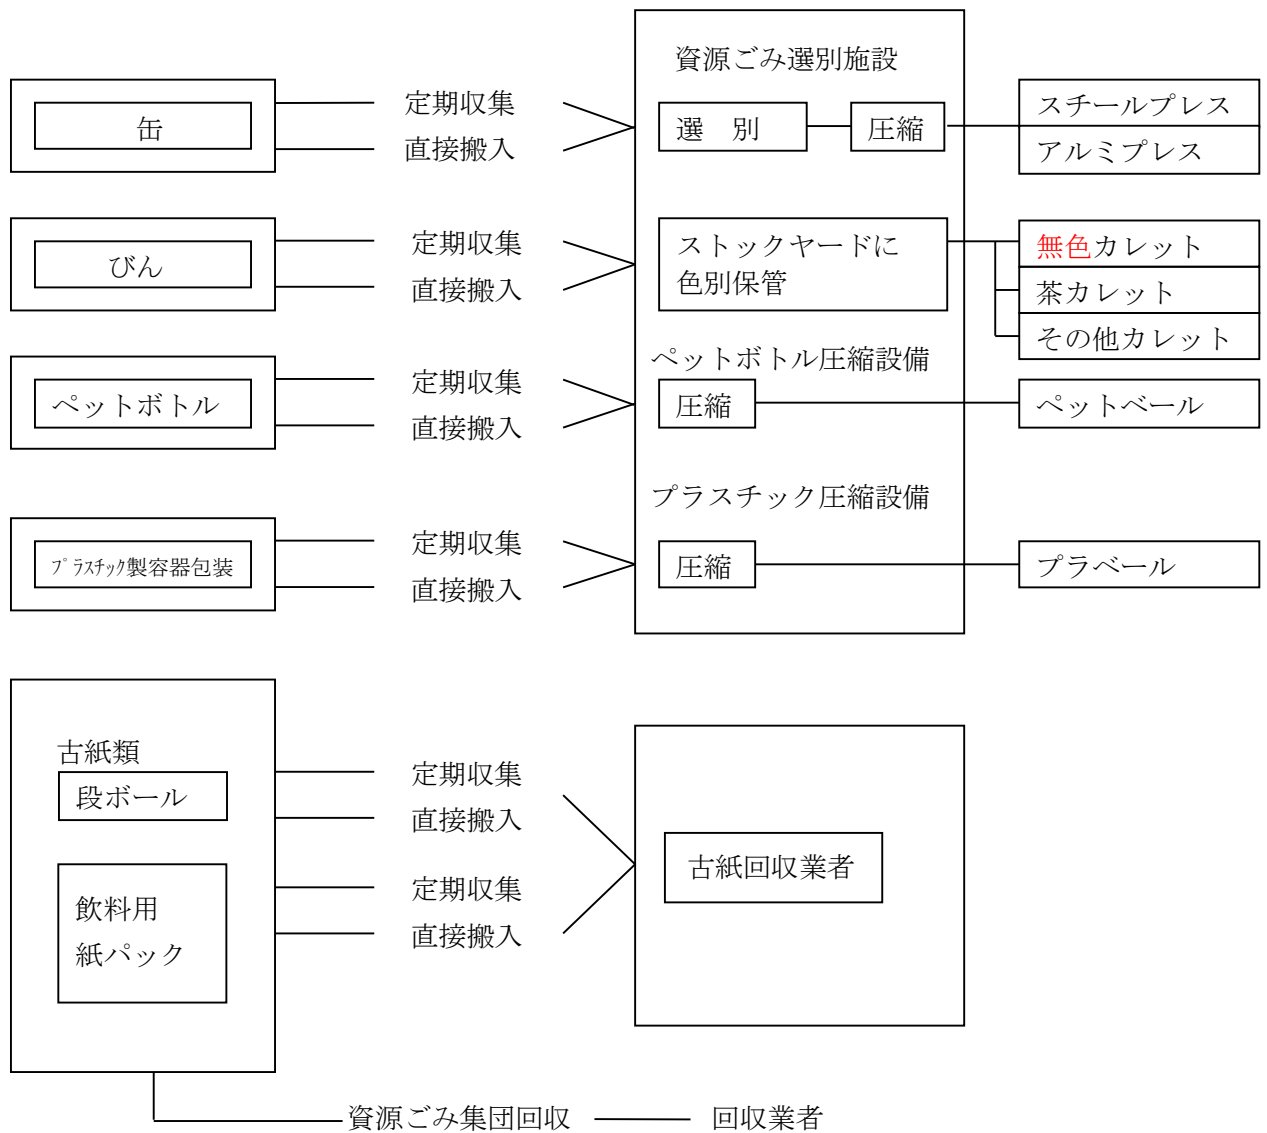 資源ごみ選別施設
缶
定期収集
直接搬入
選　別
圧縮
スチールプレス
アルミプレス
びん
定期収集
直接搬入
ストックヤードに
色別保管
無色カレット
茶カレット
その他カレット
ペットボトル圧縮設備
ペットボトル
定期収集
直接搬入
圧縮
ペットベール
プラスチック圧縮設備
ﾌﾟﾗｽﾁｯｸ製容器包装
定期収集
直接搬入
圧縮
プラベール
古紙類
段ボール
定期収集
直接搬入
飲料用
紙パック
定期収集
直接搬入
古紙回収業者
資源ごみ集団回収
回収業者